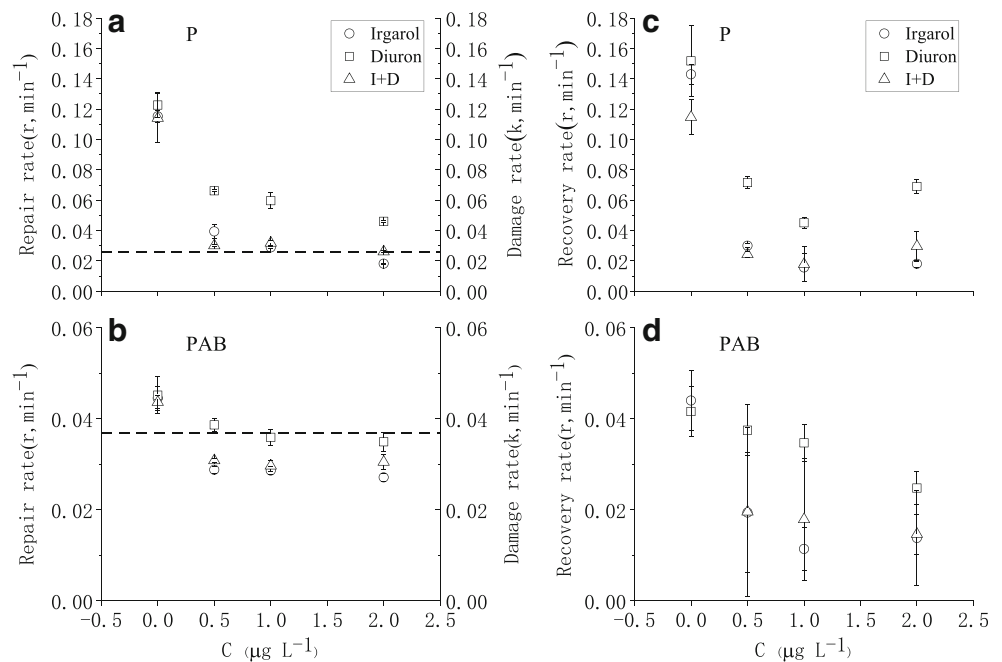 a
P
Irgarol
Diuron
I+D
Repair rate(r, min⁻¹)
0.18
0.16
0.14
0.12
0.10
0.08
0.06
0.04
0.02
0.00
0.18
0.16
0.14
0.12
0.10
0.08
0.06
0.04
0.02
0.00
Damage rate(k, min⁻¹)
c
P
Irgarol
Diuron
I+D
Recovery rate(r, min⁻¹)
0.18
0.16
0.14
0.12
0.10
0.08
0.06
0.04
0.02
0.00
b
PAB
Repair rate(r, min⁻¹)
0.06
0.04
0.02
0.00
0.06
0.04
0.02
0.00
Damage rate(k, min⁻¹)
-0.5 0.0 0.5 1.0 1.5 2.0 2.5
C (μg L⁻¹)
d
PAB
Recovery rate(r, min⁻¹)
0.06
0.04
0.02
0.00
-0.5 0.0 0.5 1.0 1.5 2.0 2.5
C (μg L⁻¹)